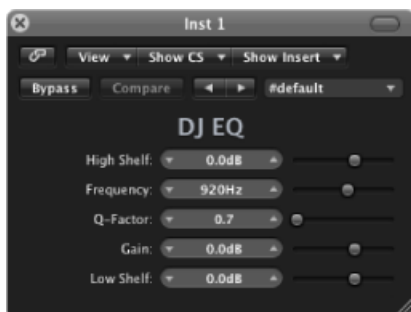 Inst 1
View Show CS Show Insert
Bypass Compare #default
DJ EQ
High Shelf: 0.0dB
Frequency: 920Hz
Q-Factor: 0.7
Gain: 0.0dB
Low Shelf: 0.0dB